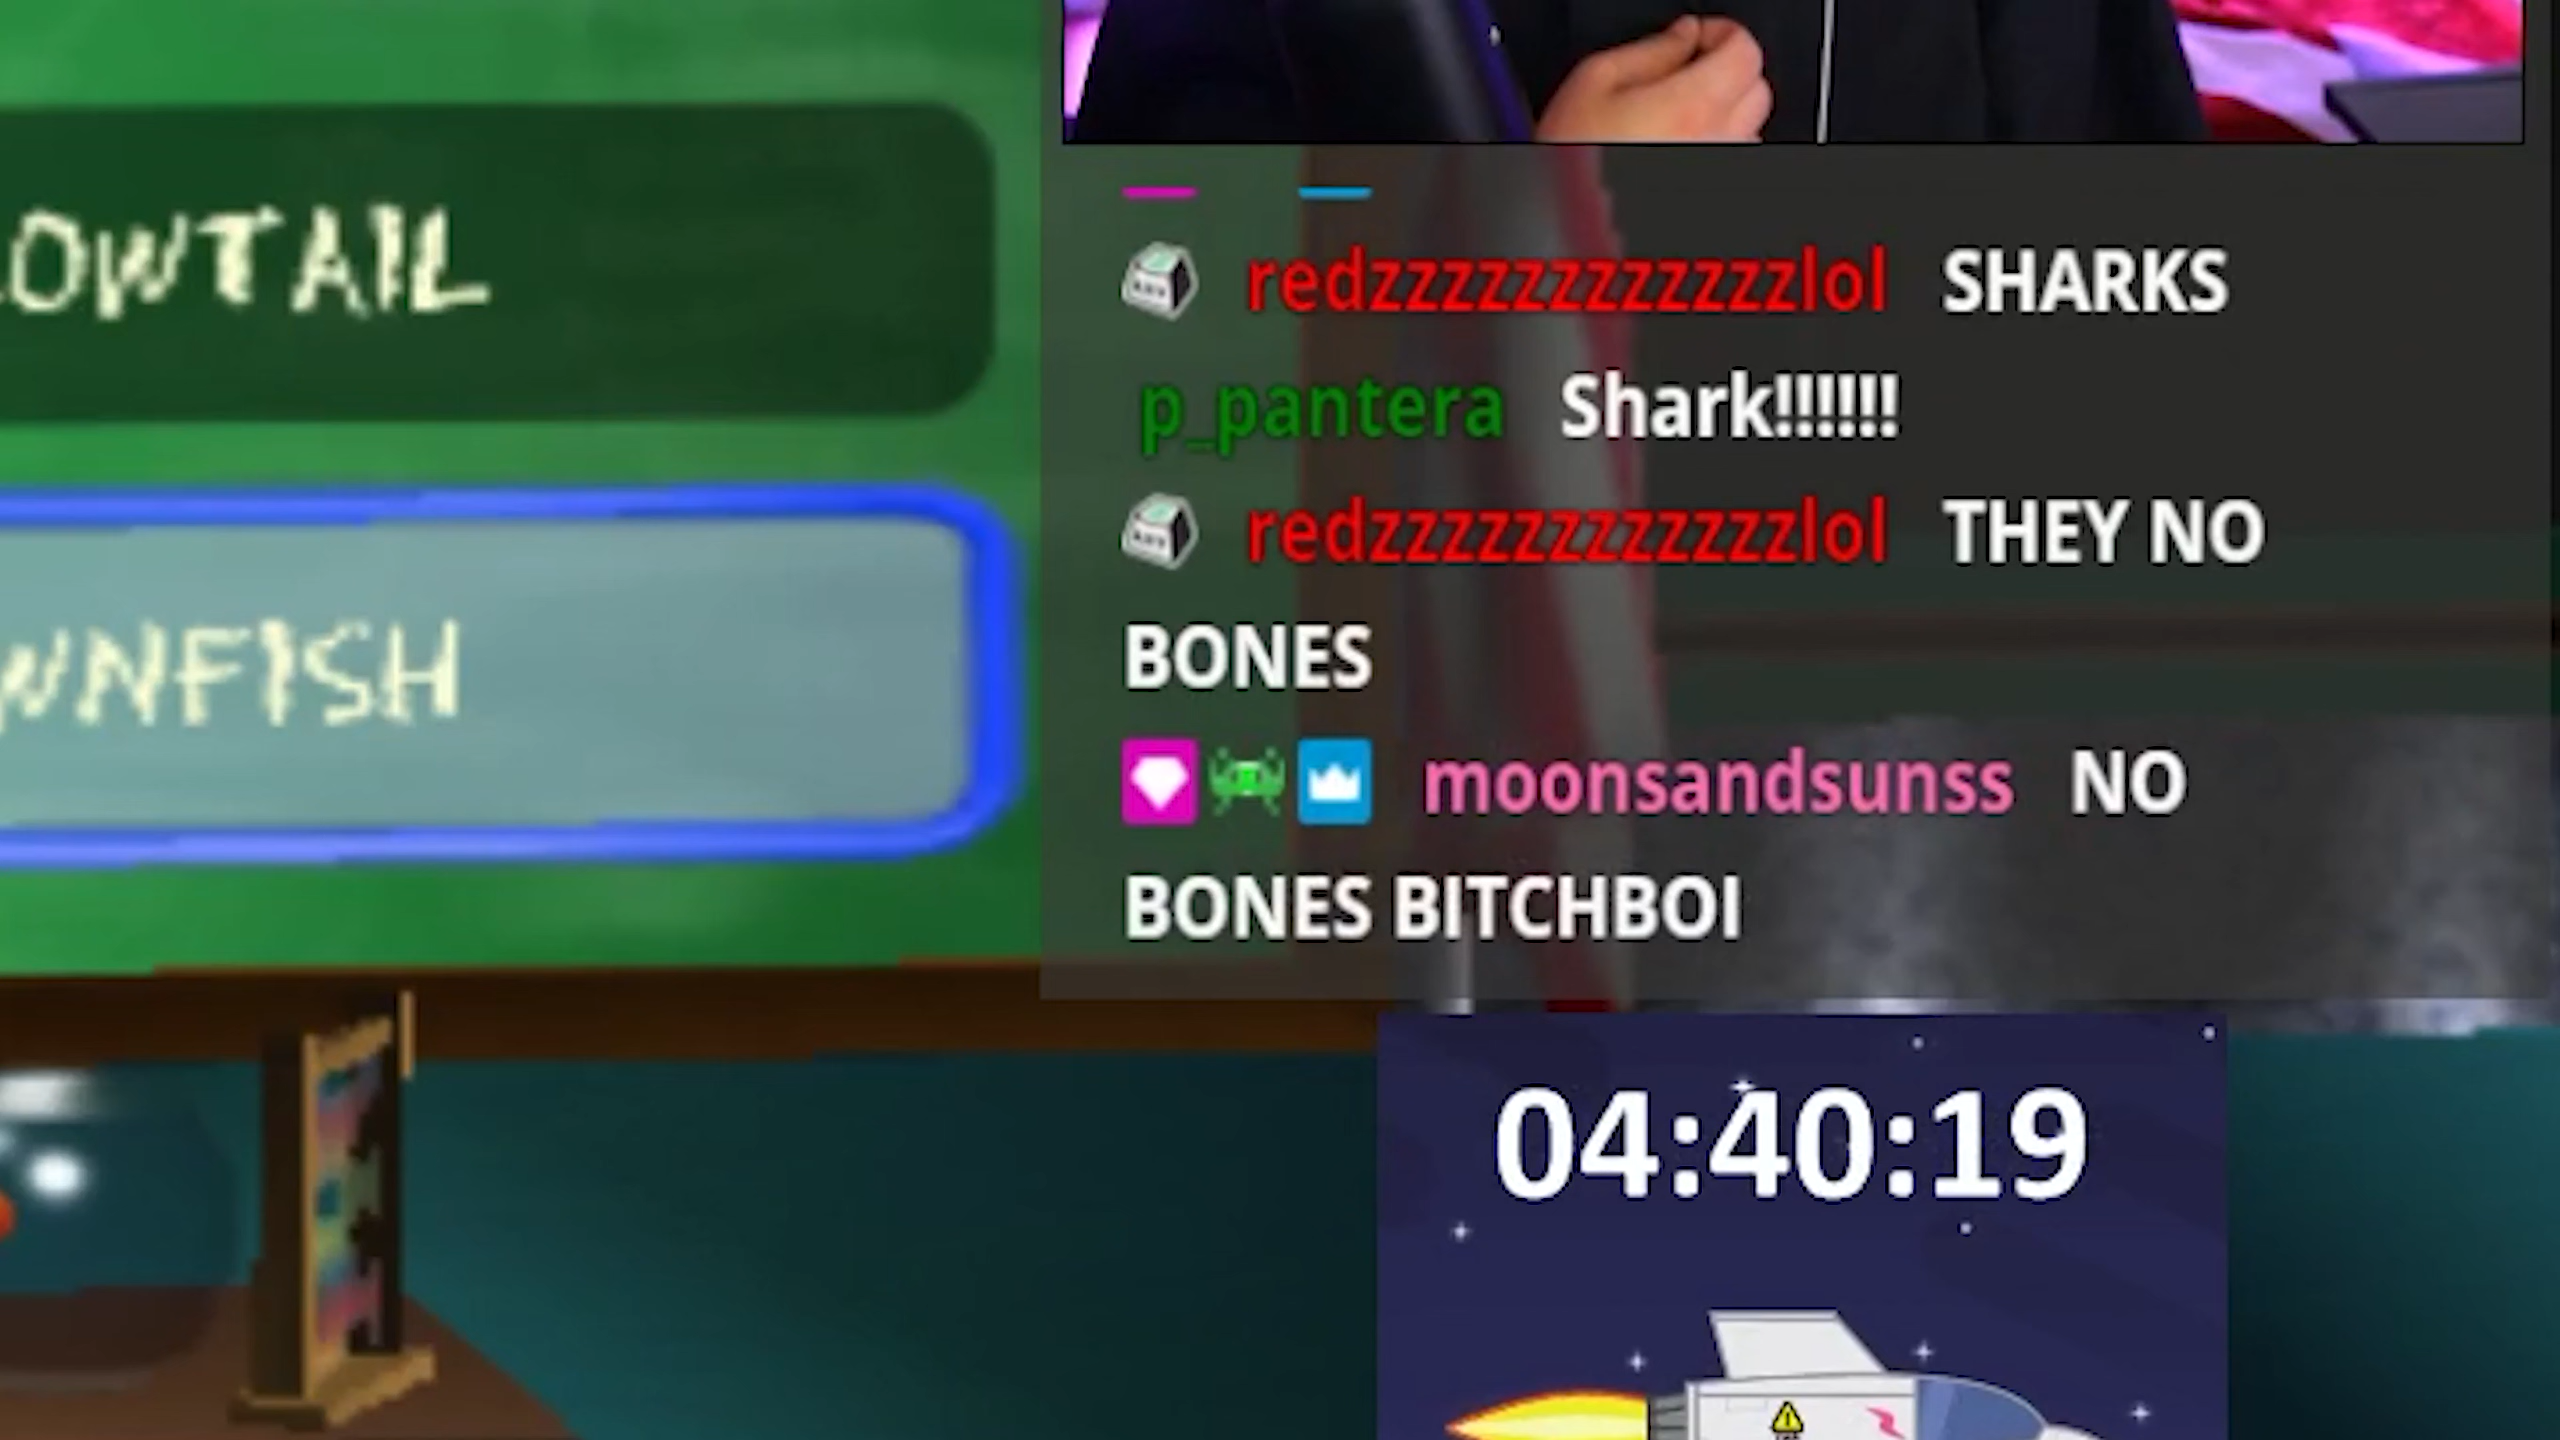 OWTAIL
WNFISH
redzzzzzzzzzzzzlol SHARKS
p_pantera Shark!!!!!!
redzzzzzzzzzzzzlol THEY NO
BONES
moonsandsunss NO
BONES BITCHBOI
04:40:19